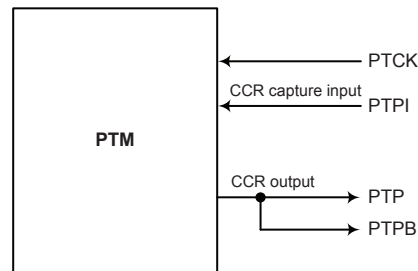 PTCK
CCR capture input
PTPI
PTM
CCR output
PTP
PTPB